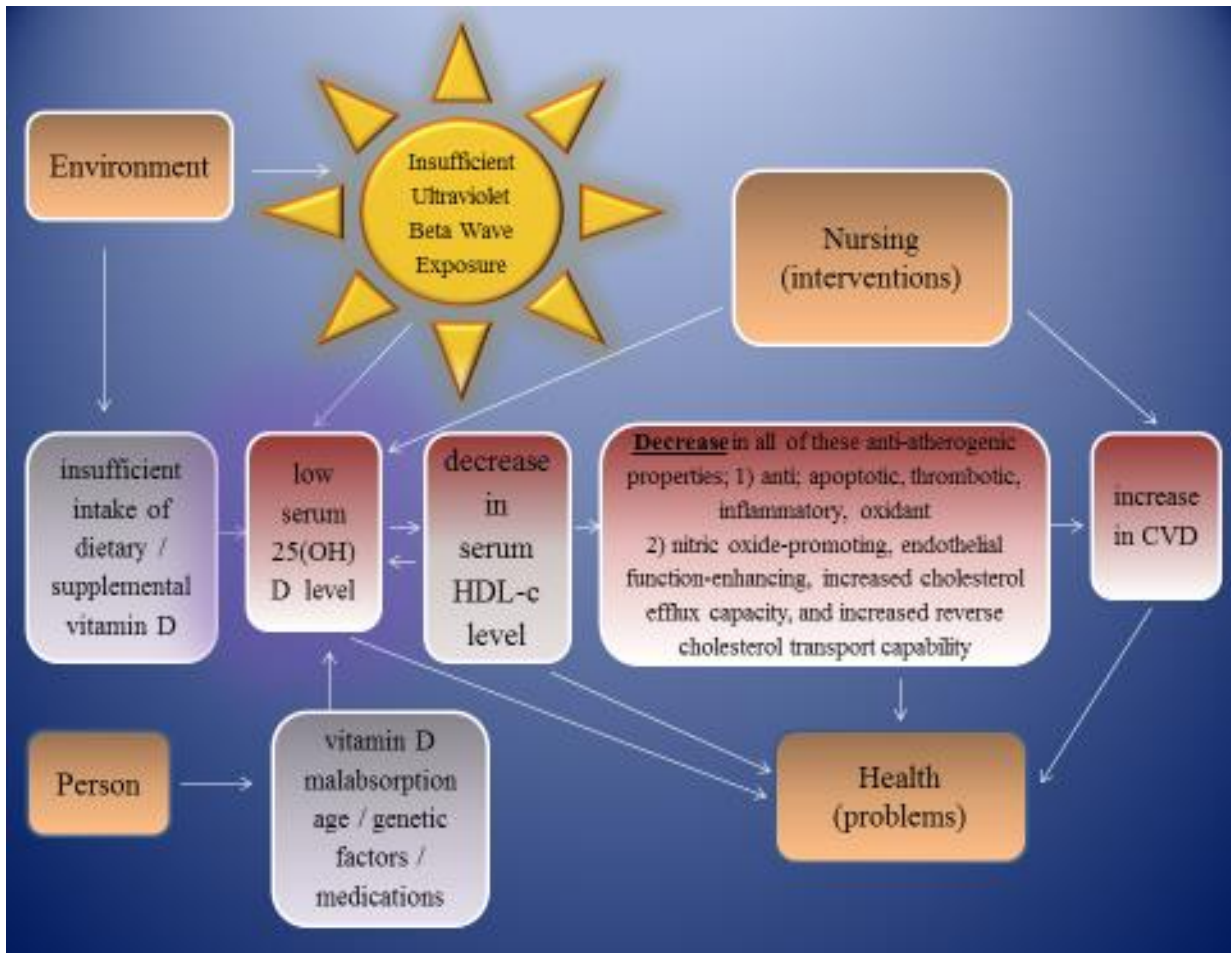 Environment
Insufficient
Ultraviolet
Beta Wave
Exposure
Nursing
(interventions)
insufficient
intake of
dietary /
supplemental
vitamin D
low
serum
25(OH)
D level
decrease
in
serum
HDL-c
level
Decrease in all of these anti-atherogenic
properties; 1) anti; apoptotic, thrombotic,
inflammatory, oxidant
2) nitric oxide-promoting, endothelial
function-enhancing, increased cholesterol
efflux capacity, and increased reverse
cholesterol transport capability
increase
in CVD
Person
vitamin D
malabsorption
age / genetic
factors /
medications
Health
(problems)